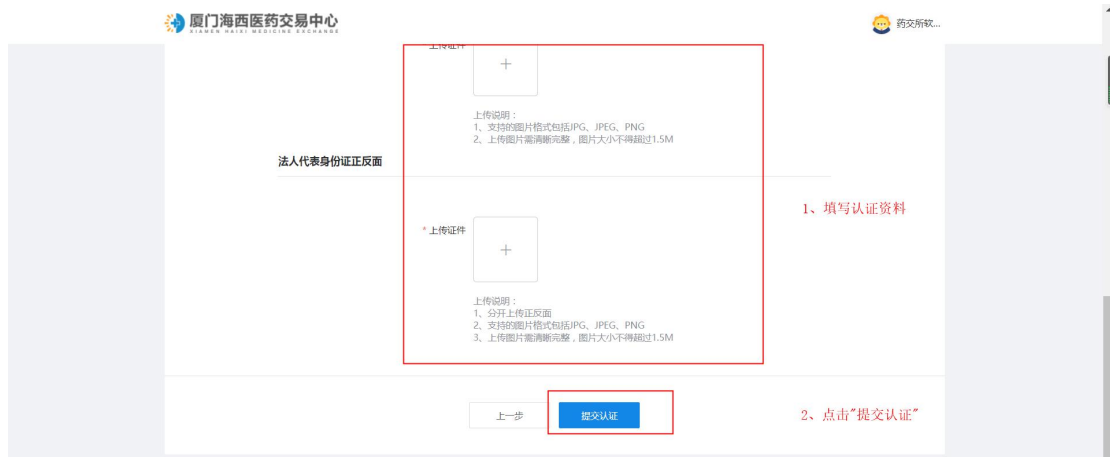 厦门海西医药交易中心
XIAMEN HAIXI MEDICINE EXCHANGE
药交所软...
上传证件
+
上传说明：
1、支持的图片格式包括JPG、JPEG、PNG
2、上传图片需清晰完整，图片大小不得超过1.5M
法人代表身份证正反面
1、填写认证资料
* 上传证件
+
上传说明：
1、分开上传正反面
2、支持的图片格式包括JPG、JPEG、PNG
3、上传图片需清晰完整，图片大小不得超过1.5M
上一步
提交认证
2、点击"提交认证"